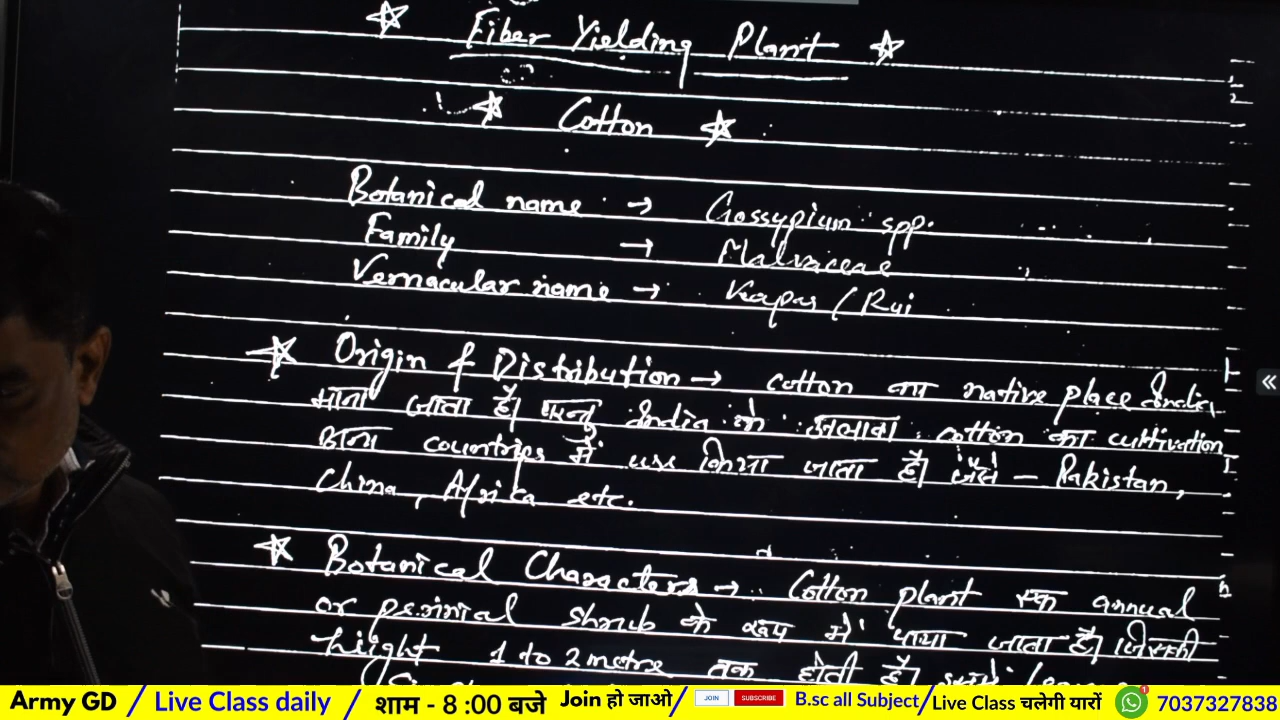 ☆ Fiber Yielding Plant ☆
☆ Cotton ☆
Botanical name → Gossypium spp.
Family → Malvaceae
Vernacular name → Kapas / Rui
☆ Origin & Distribution → cotton का native place India
माना जाता है। परन्तु India के अलावा cotton का cultivation
अन्य countries में use किया जाता है। जैसे – Pakistan,
China, Africa etc.
☆ Botanical Characters → Cotton plant एक annual
or perinial shrub के रूप में पाया जाता है। जिसकी
height 1 to 2 metre तक होती है।
Army GD / Live Class daily / शाम - 8 :00 बजे Join हो जाओ/ JOIN SUBSCRIBE B.sc all Subject/Live Class चलेगी यारों 7037327838